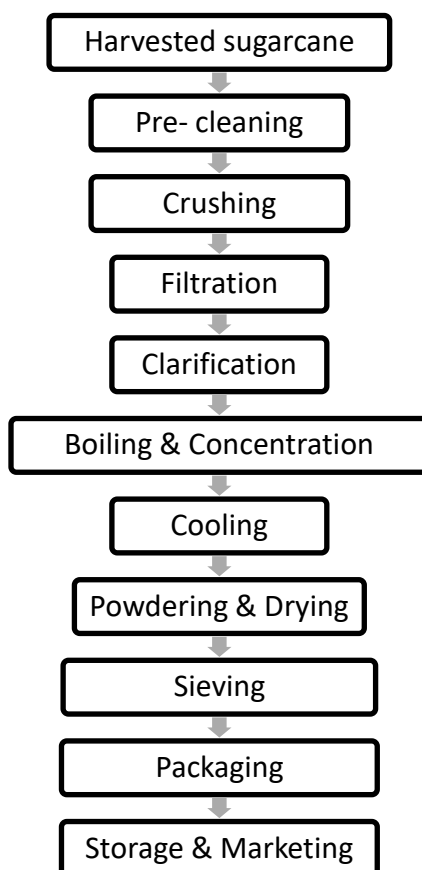 Harvested sugarcane
Pre- cleaning
Crushing
Filtration
Clarification
Boiling & Concentration
Cooling
Powdering & Drying
Sieving
Packaging
Storage & Marketing